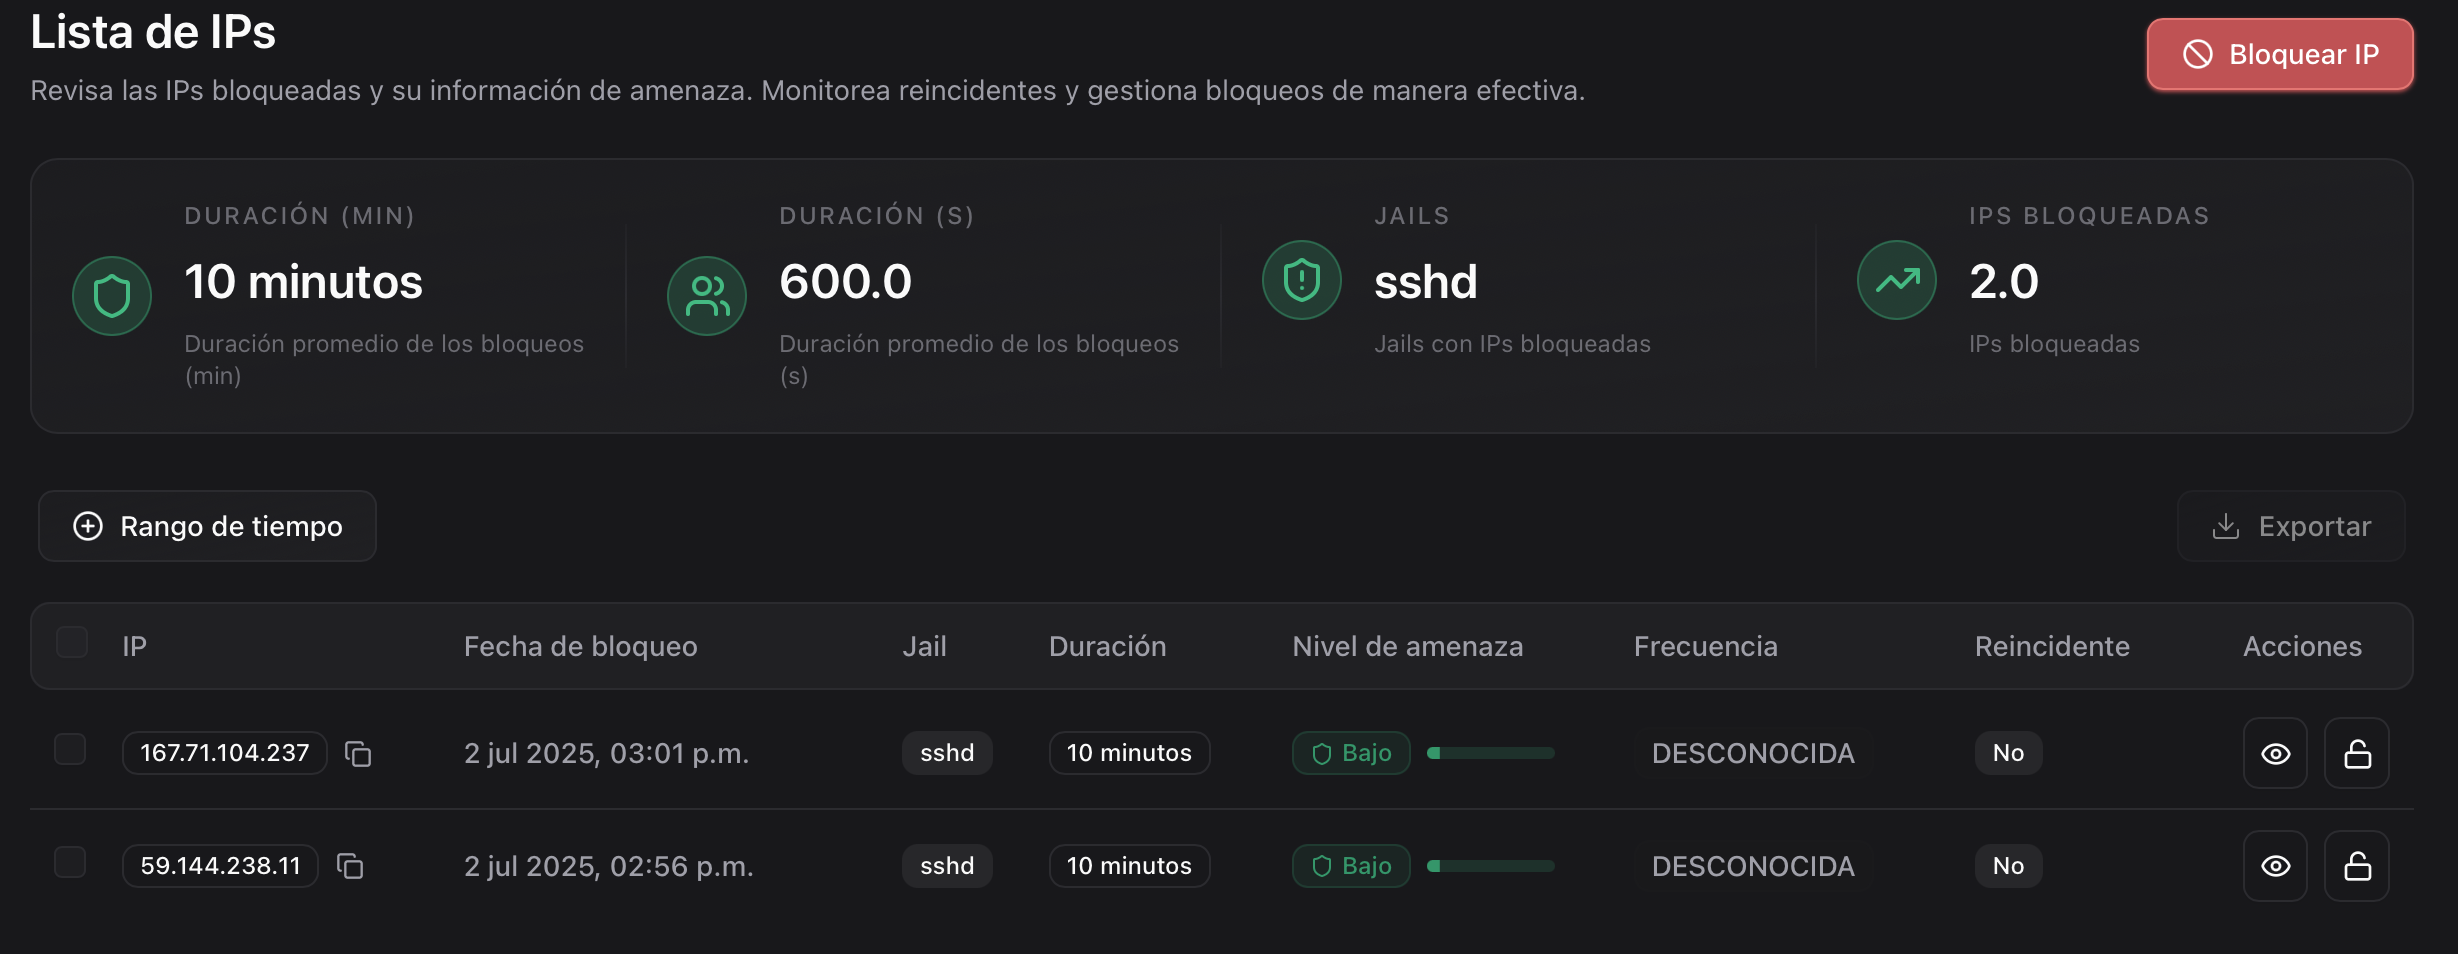 Lista de IPs
Bloquear IP
Revisa las IPs bloqueadas y su información de amenaza. Monitorea reincidentes y gestiona bloqueos de manera efectiva.
DURACIÓN (MIN)
10 minutos
Duración promedio de los bloqueos
(min)
DURACIÓN (S)
600.0
Duración promedio de los bloqueos
(s)
JAILS
sshd
Jails con IPs bloqueadas
IPS BLOQUEADAS
2.0
IPs bloqueadas
Rango de tiempo
Exportar
IP Fecha de bloqueo Jail Duración Nivel de amenaza Frecuencia Reincidente Acciones
167.71.104.237 2 jul 2025, 03:01 p.m. sshd 10 minutos Bajo DESCONOCIDA No
59.144.238.11 2 jul 2025, 02:56 p.m. sshd 10 minutos Bajo DESCONOCIDA No